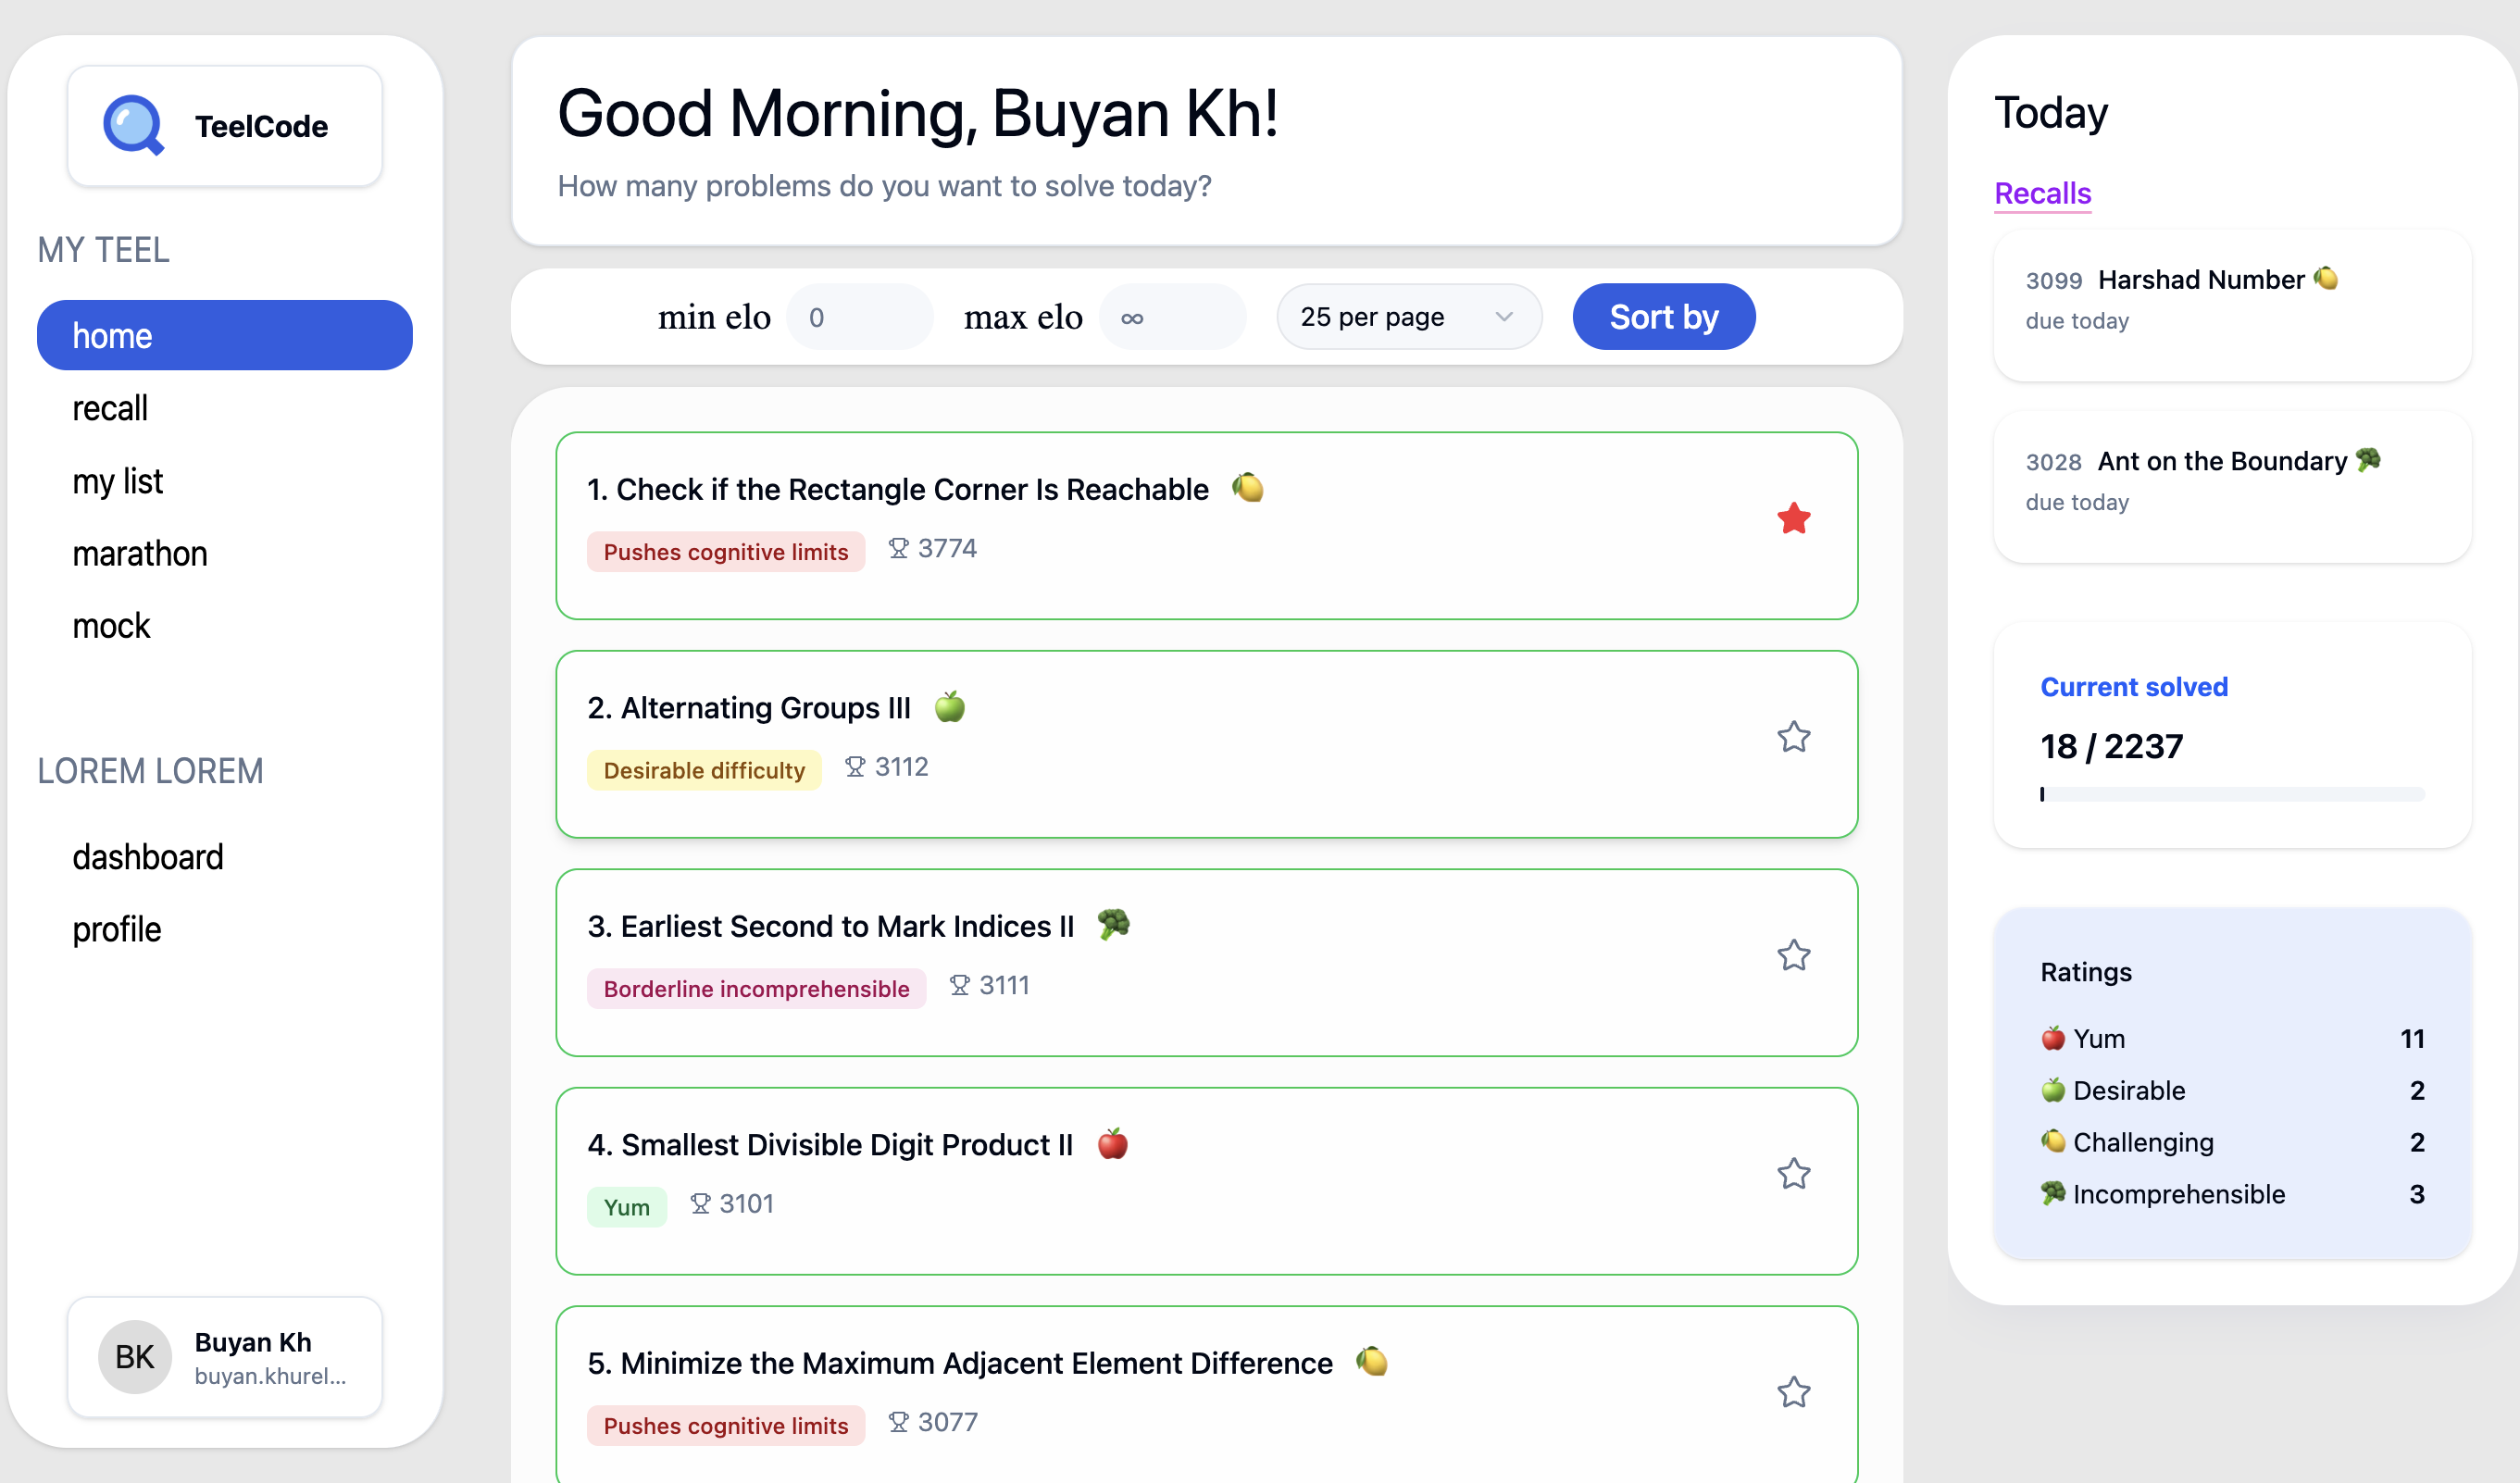 TeelCode
MY TEEL
home
recall
my list
marathon
mock
LOREM LOREM
dashboard
profile
BK
Buyan Kh
buyan.khurel...
Good Morning, Buyan Kh!
How many problems do you want to solve today?
min elo 0 max elo ∞ 25 per page Sort by
1. Check if the Rectangle Corner Is Reachable 🍋
Pushes cognitive limits 3774
2. Alternating Groups III 🍏
Desirable difficulty 3112
3. Earliest Second to Mark Indices II 🥦
Borderline incomprehensible 3111
4. Smallest Divisible Digit Product II 🍎
Yum 3101
5. Minimize the Maximum Adjacent Element Difference 🍋
Pushes cognitive limits 3077
Today
Recalls
3099 Harshad Number 🍋
due today
3028 Ant on the Boundary 🥦
due today
Current solved
18 / 2237
Ratings
🍎 Yum 11
🍏 Desirable 2
🍋 Challenging 2
🥦 Incomprehensible 3